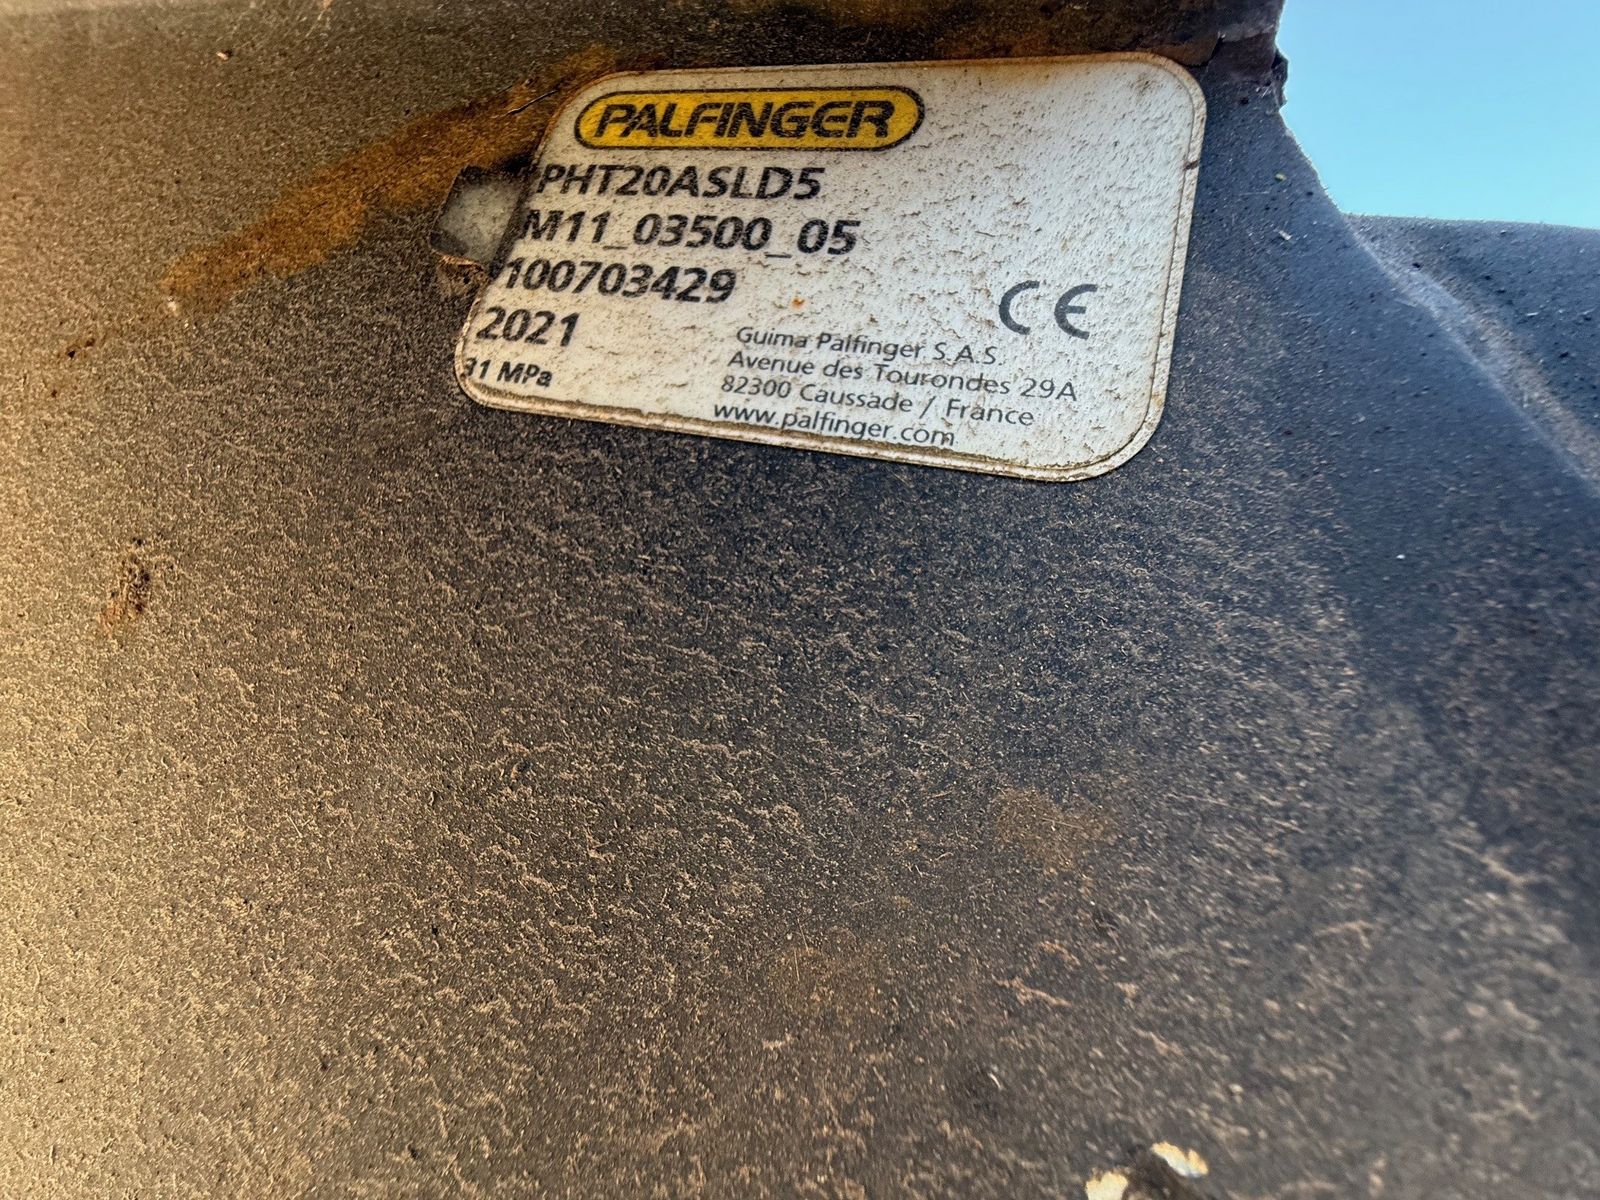 PALFINGER
PHT20ASLD5
M11_03500_05
100703429
2021
31 MPa
CE
Guima Palfinger S.A.S.
Avenue des Tourondes 29A
82300 Caussade / France
www.palfinger.com